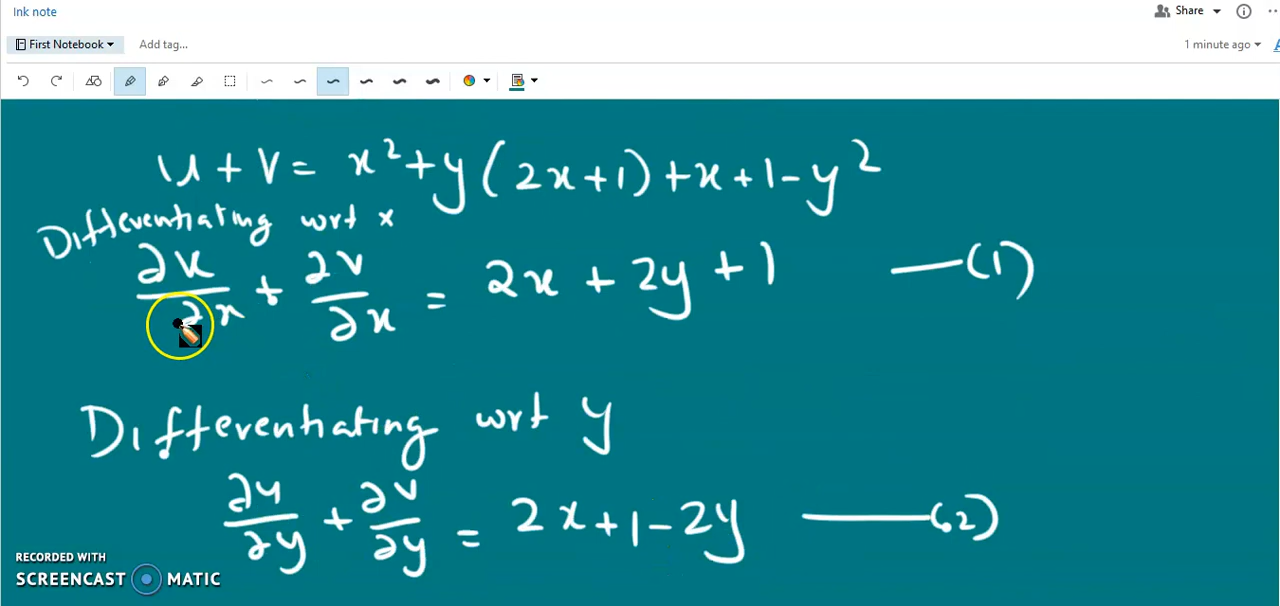 Ink note
Share
First Notebook
Add tag...
1 minute ago
u + v = x² + y (2x+1) + x + 1 - y²
Differentiating wrt x
∂u/∂x + ∂v/∂x = 2x + 2y + 1 —(1)
Differentiating wrt y
∂u/∂y + ∂v/∂y = 2x + 1 - 2y —(2)
RECORDED WITH
SCREENCAST MATIC